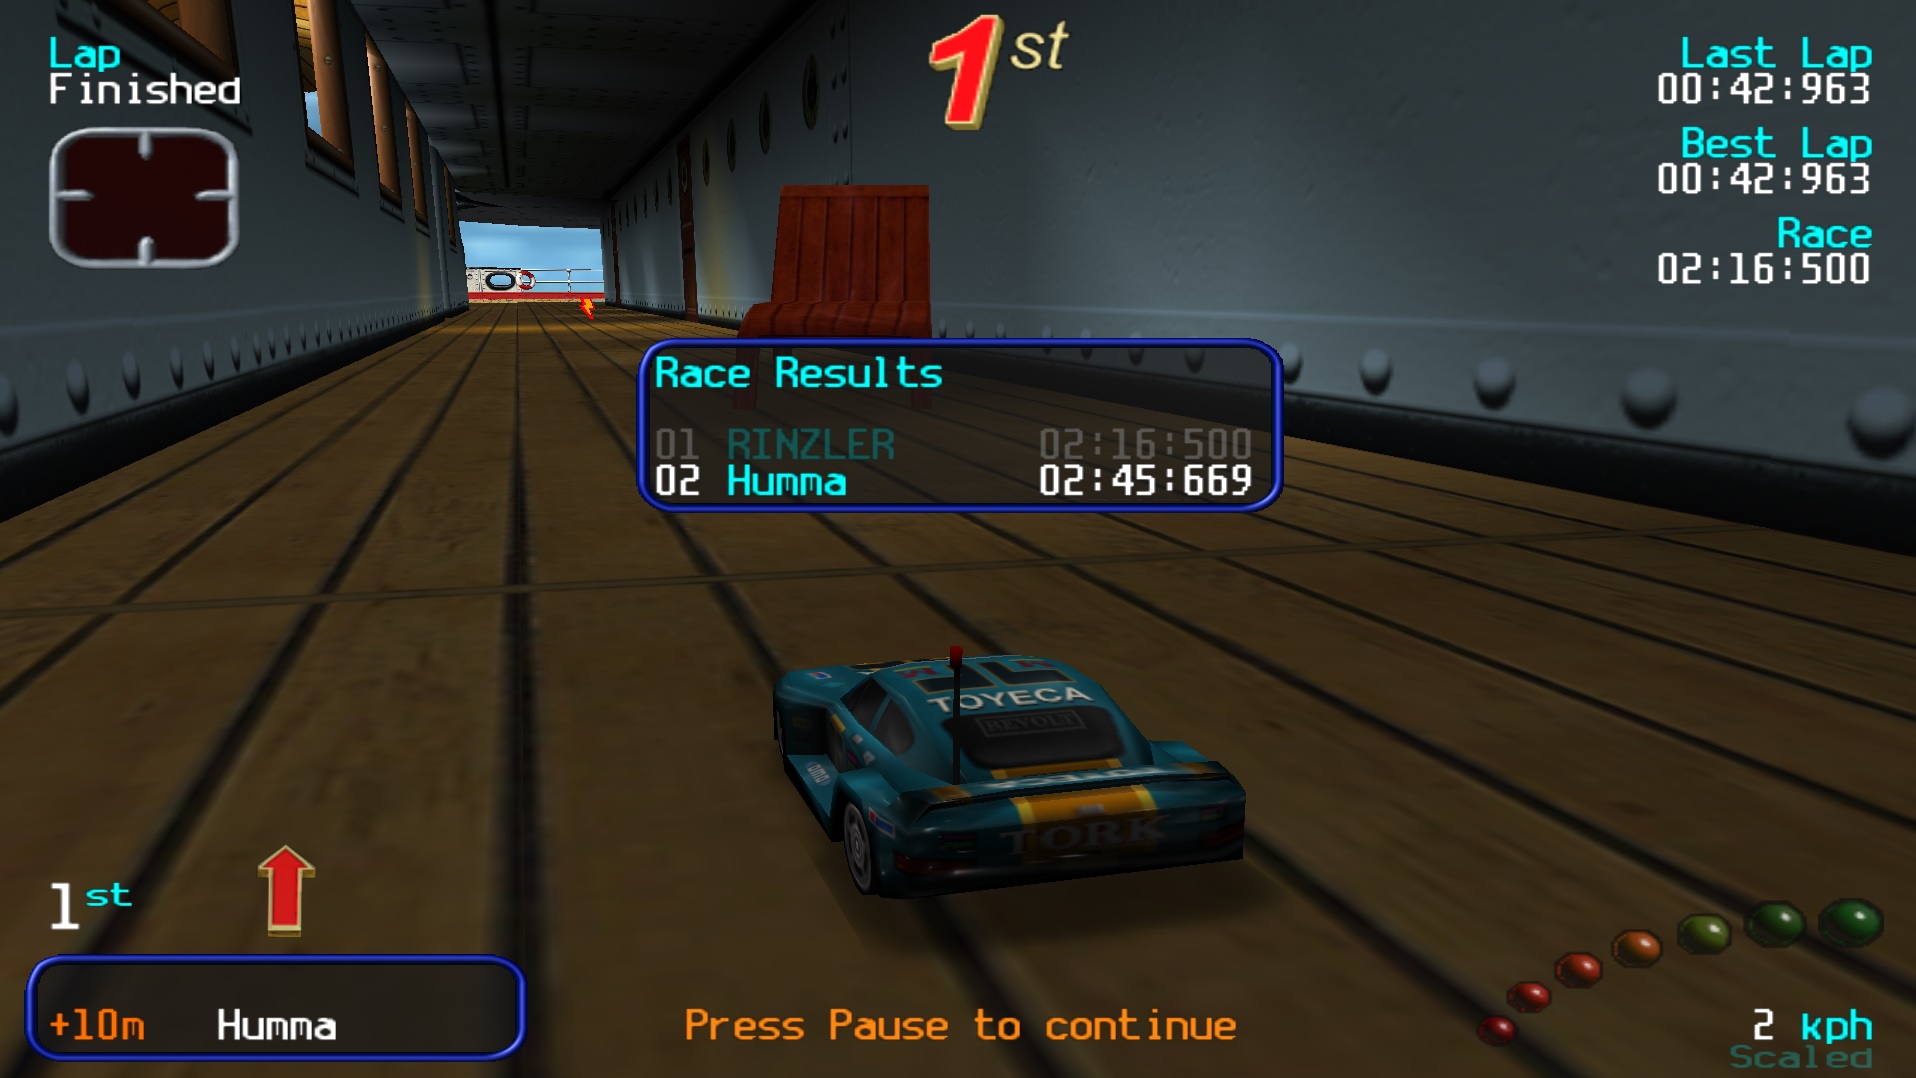 Lap
Finished
1st
Last Lap
00:42:963
Best Lap
00:42:963
Race
02:16:500
Race Results
01 RINZLER 02:16:500
02 Humma 02:45:669
TOYECA
REVOLT
TORK
1st
+10m Humma
Press Pause to continue
2 kph
Scaled